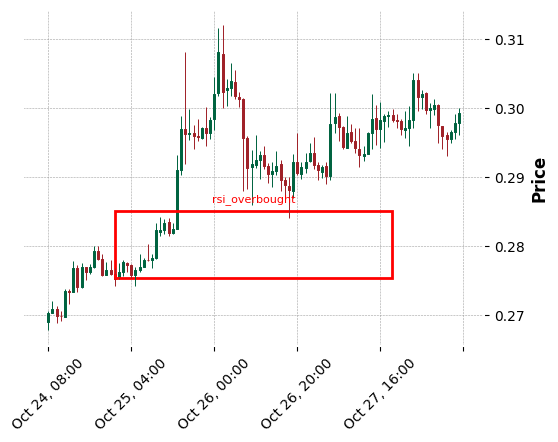 0.31
0.30
0.29
0.28
0.27
Price
rsi_overbought
Oct 24, 08:00
Oct 25, 04:00
Oct 26, 00:00
Oct 26, 20:00
Oct 27, 16:00